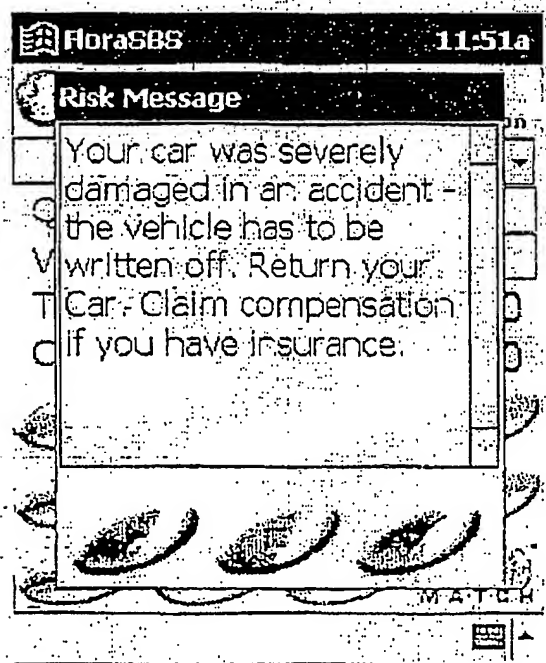 FloraSBS 11:51a
Risk Message
Your car was severely
damaged in an accident -
the vehicle has to be
written off. Return your
Car. Claim compensation
if you have insurance.
MATCH